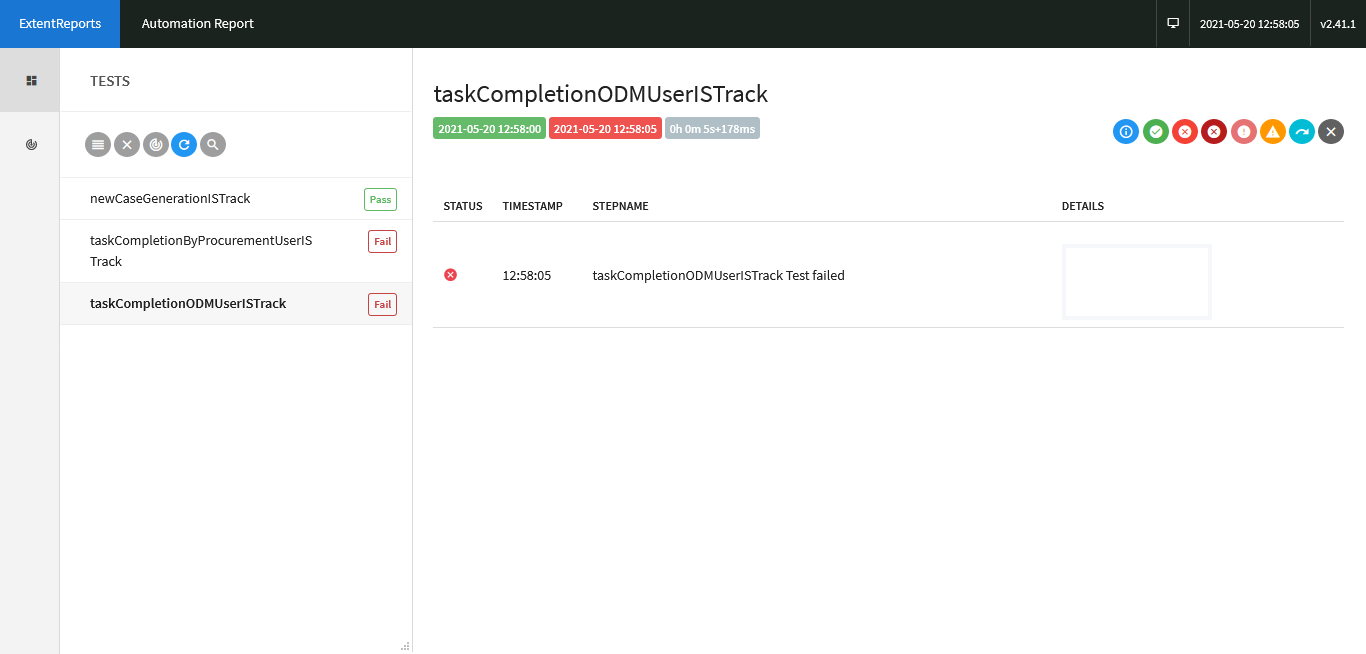 ExtentReports
Automation Report
2021-05-20 12:58:05
v2.41.1
TESTS
newCaseGenerationISTrack
Pass
taskCompletionByProcurementUserIS
Track
Fail
taskCompletionODMUserISTrack
Fail
taskCompletionODMUserISTrack
2021-05-20 12:58:00
2021-05-20 12:58:05
0h 0m 5s+178ms
STATUS TIMESTAMP STEPNAME DETAILS
12:58:05 taskCompletionODMUserISTrack Test failed